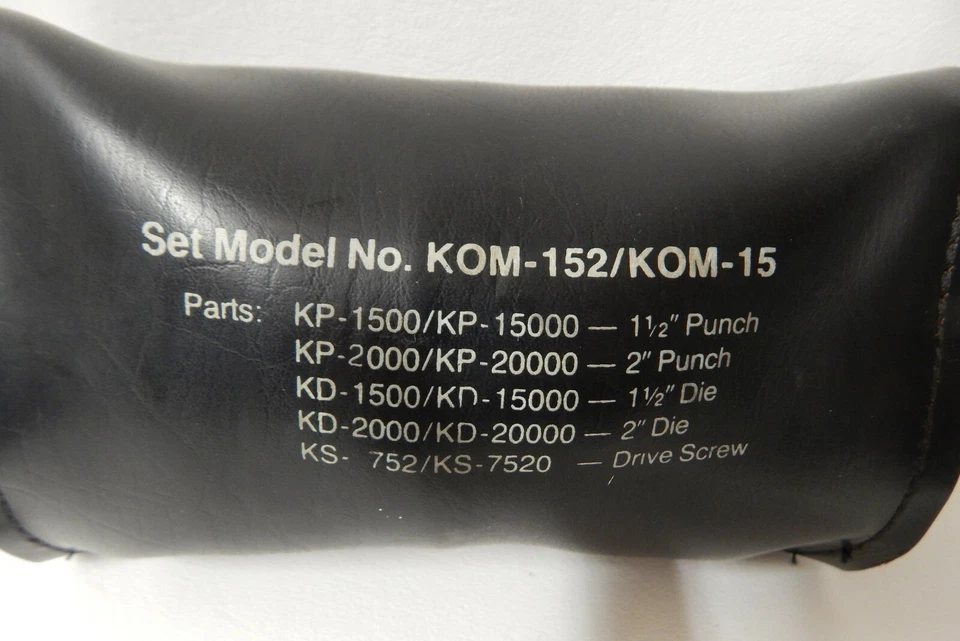 Set Model No. KOM-152/KOM-15
Parts: KP-1500/KP-15000 — 1½" Punch
KP-2000/KP-20000 — 2" Punch
KD-1500/KD-15000 — 1½" Die
KD-2000/KD-20000 — 2" Die
KS- 752/KS-7520 — Drive Screw